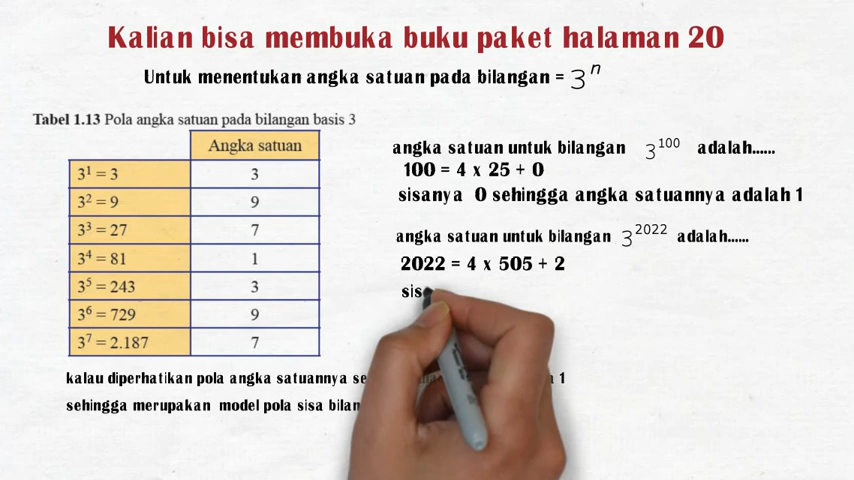 Kalian bisa membuka buku paket halaman 20
Untuk menentukan angka satuan pada bilangan = 3ⁿ
Tabel 1.13 Pola angka satuan pada bilangan basis 3
Angka satuan
3¹ = 3 3
3² = 9 9
3³ = 27 7
3⁴ = 81 1
3⁵ = 243 3
3⁶ = 729 9
3⁷ = 2.187 7
angka satuan untuk bilangan 3¹⁰⁰ adalah......
100 = 4 x 25 + 0
sisanya 0 sehingga angka satuannya adalah 1
angka satuan untuk bilangan 3²⁰²² adalah......
2022 = 4 x 505 + 2
kalau diperhatikan pola angka satuannya 1
sehingga merupakan model pola sisa